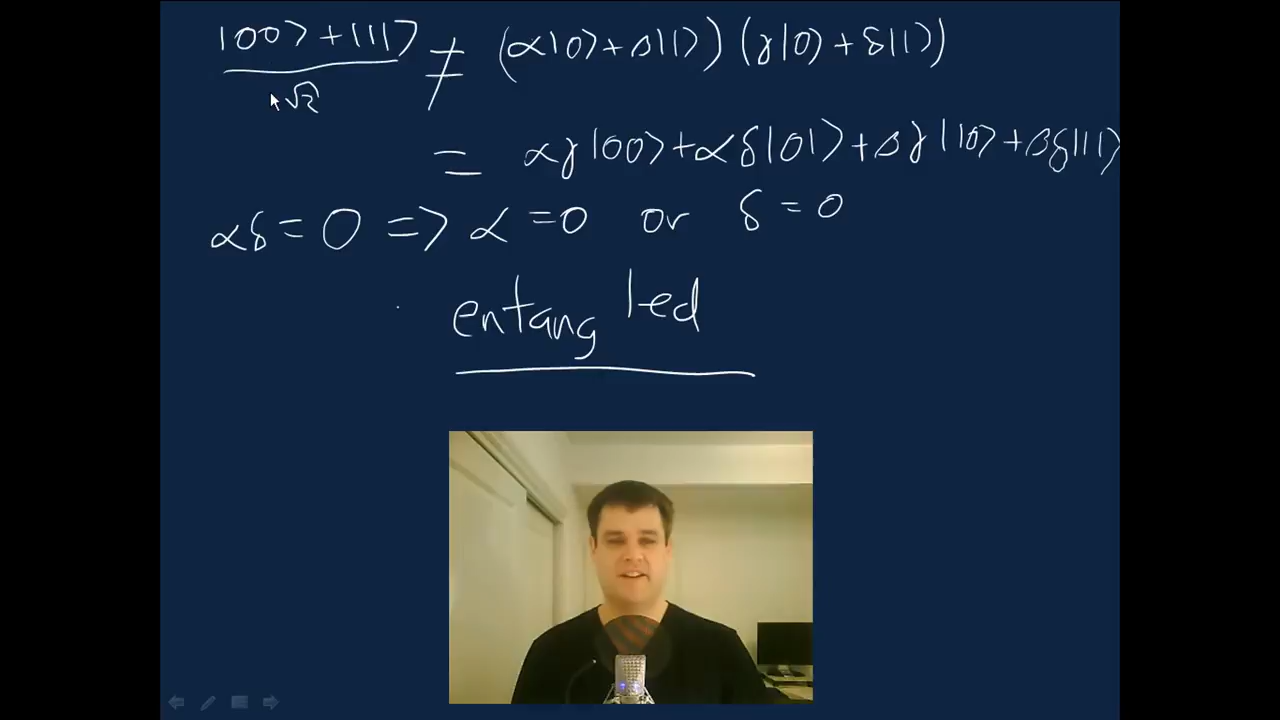 |00⟩ + |11⟩ / √2 ≠ (α|0⟩ + β|1⟩) (γ|0⟩ + δ|1⟩)
= αγ|00⟩ + αδ|01⟩ + βγ|10⟩ + βδ|11⟩
αδ = 0 => α = 0 or δ = 0
entangled